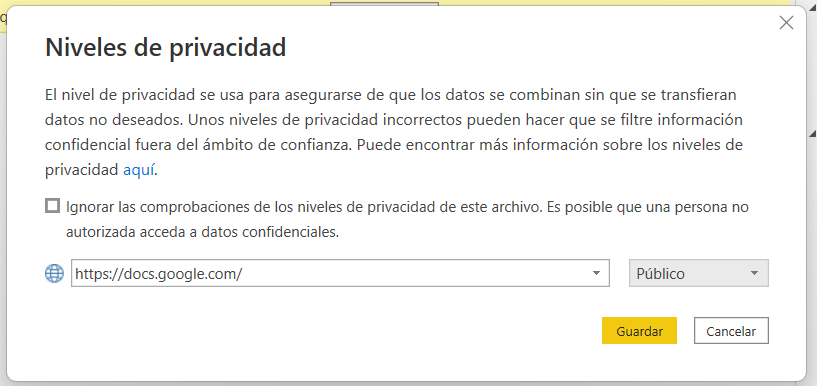 Niveles de privacidad
El nivel de privacidad se usa para asegurarse de que los datos se combinan sin que se transfieran
datos no deseados. Unos niveles de privacidad incorrectos pueden hacer que se filtre información
confidencial fuera del ámbito de confianza. Puede encontrar más información sobre los niveles de
privacidad aquí.
Ignorar las comprobaciones de los niveles de privacidad de este archivo. Es posible que una persona no
autorizada acceda a datos confidenciales.
https://docs.google.com/ Público
Guardar Cancelar